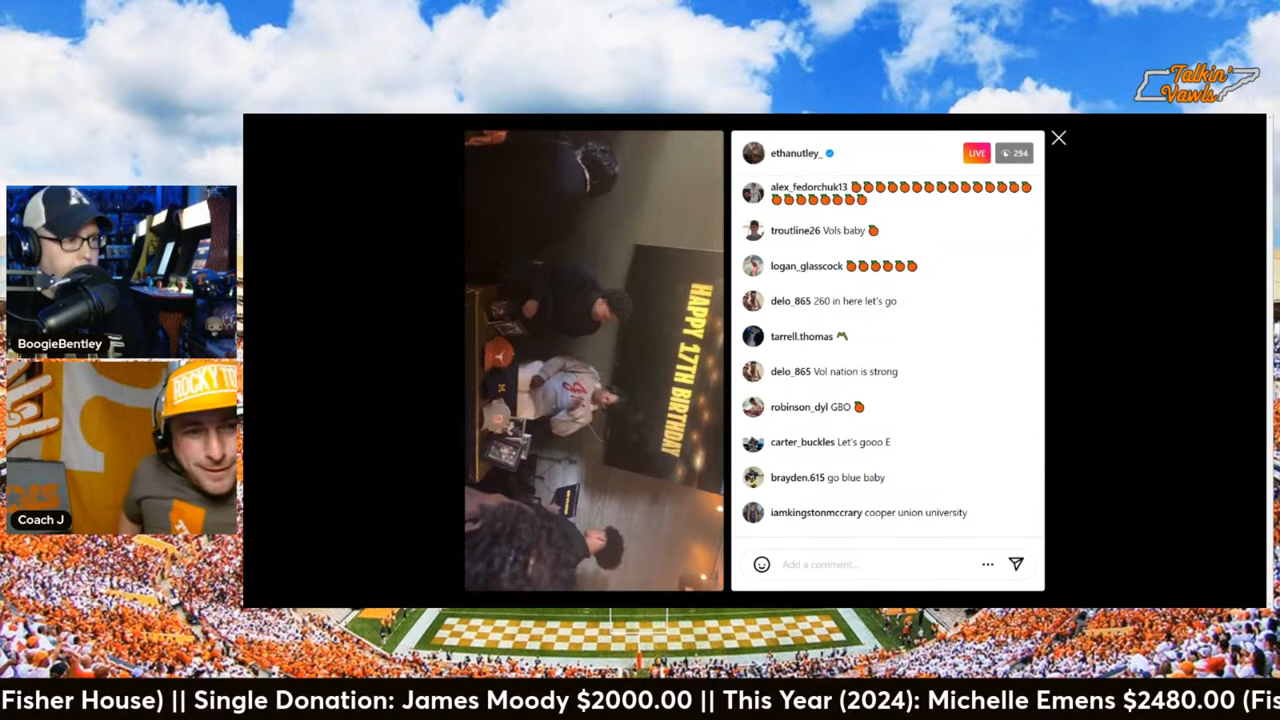 Talkin'
Vawls
ethanutley_
LIVE
294
alex_fedorchuk13 🍊🍊🍊🍊🍊🍊🍊🍊🍊🍊🍊🍊🍊🍊🍊
🍊🍊🍊🍊🍊🍊🍊🍊
troutline26 Vols baby 🍊
logan_glasscock 🍊🍊🍊🍊🍊🍊
delo_865 260 in here let's go
tarrell.thomas
delo_865 Vol nation is strong
robinson_dyl GBO 🍊
carter_buckles Let's gooo E
brayden.615 go blue baby
iamkingstonmccrary cooper union university
Add a comment...
HAPPY 17TH BIRTHDAY
BoogieBentley
ROCKY TO
Coach J
Fisher House) || Single Donation: James Moody $2000.00 || This Year (2024): Michelle Emens $2480.00 (Fis